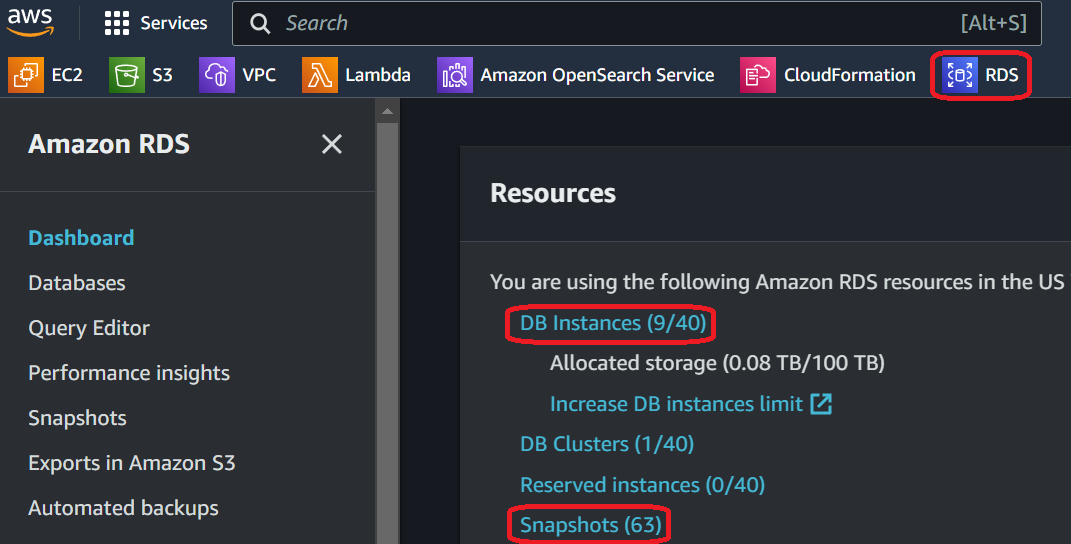 aws Services Search [Alt+S]
EC2 S3 VPC Lambda Amazon OpenSearch Service CloudFormation RDS
Amazon RDS
Dashboard
Databases
Query Editor
Performance insights
Snapshots
Exports in Amazon S3
Automated backups
Resources
You are using the following Amazon RDS resources in the US
DB Instances (9/40)
Allocated storage (0.08 TB/100 TB)
Increase DB instances limit
DB Clusters (1/40)
Reserved instances (0/40)
Snapshots (63)